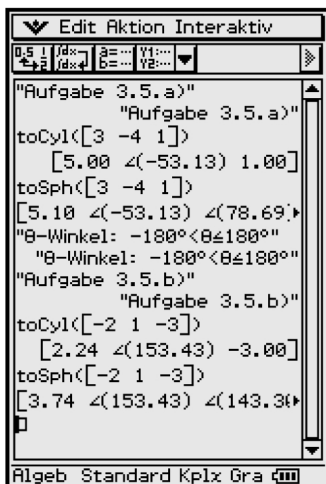 Edit Aktion Interaktiv
"Aufgabe 3.5.a)"
"Aufgabe 3.5.a)"
toCyl([3 -4 1])
[5.00 ∠(-53.13) 1.00]
toSph([3 -4 1])
[5.10 ∠(-53.13) ∠(78.69)
"θ-Winkel: -180°<θ≤180°"
"θ-Winkel: -180°<θ≤180°"
"Aufgabe 3.5.b)"
"Aufgabe 3.5.b)"
toCyl([-2 1 -3])
[2.24 ∠(153.43) -3.00]
toSph([-2 1 -3])
[3.74 ∠(153.43) ∠(143.30
Algeb Standard Kplx Gra